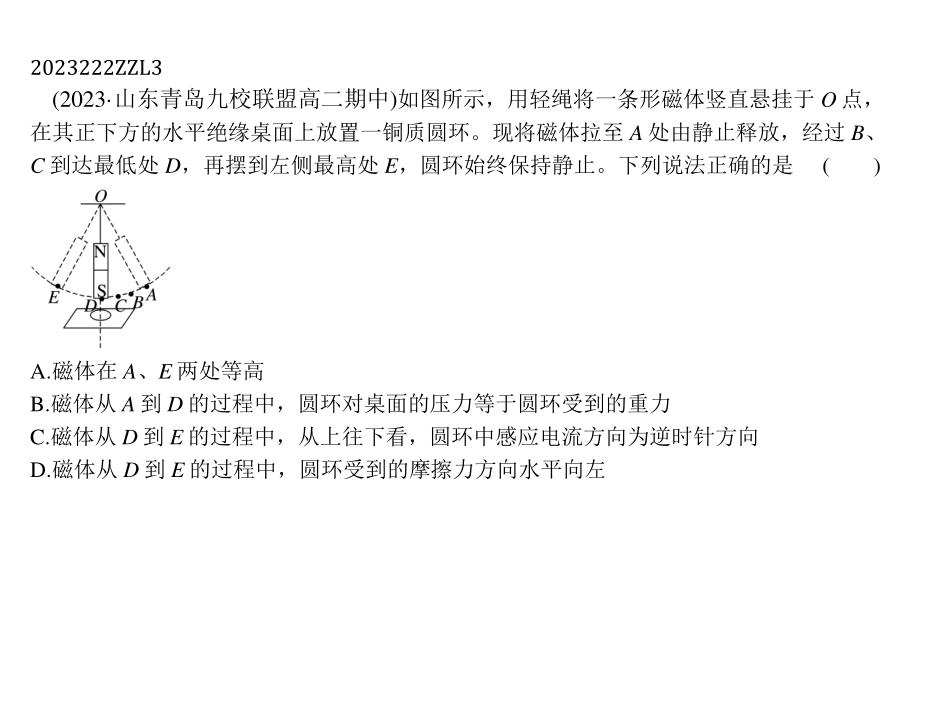 2023222ZZL3
(2023·山东青岛九校联盟高二期中)如图所示，用轻绳将一条形磁体竖直悬挂于 O 点，
在其正下方的水平绝缘桌面上放置一铜质圆环。现将磁体拉至 A 处由静止释放，经过 B、
C 到达最低处 D，再摆到左侧最高处 E，圆环始终保持静止。下列说法正确的是 (  )
O
N
S
E
D
C
B
A
A.磁体在 A、E 两处等高
B.磁体从 A 到 D 的过程中，圆环对桌面的压力等于圆环受到的重力
C.磁体从 D 到 E 的过程中，从上往下看，圆环中感应电流方向为逆时针方向
D.磁体从 D 到 E 的过程中，圆环受到的摩擦力方向水平向左